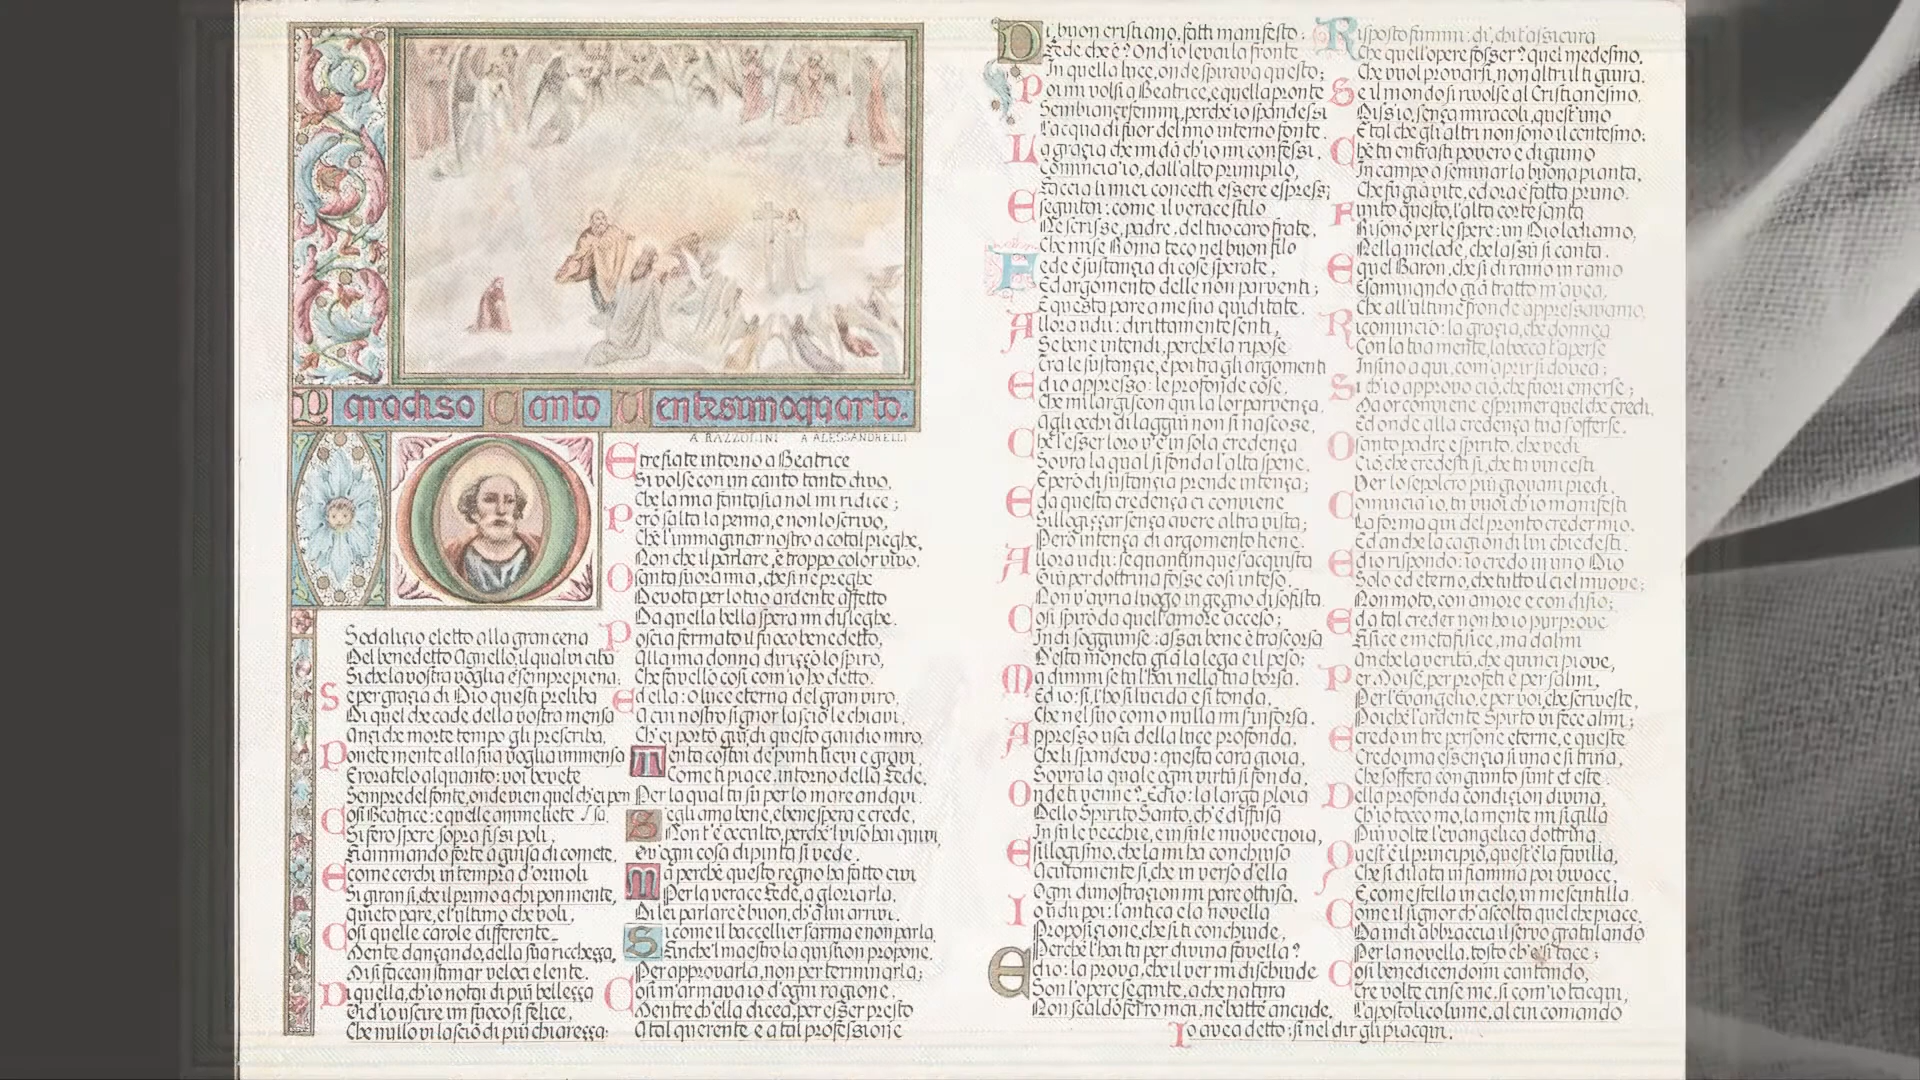 Paradiso Canto Ventesimoqqarto.
A RAZZOLINI A ALESSANDRELLI
O
Sodalicio eletto alla gran cena
Del benedetto Agnello, il qual vi ciba
Sì che la vostra voglia è sempre piena;
Se per grazia di Dio questi preliba
Di quel che cade della vostra mensa
Anzi che morte tempo gli prescriba,
Ponete mente alla sua voglia immensa
E roratelo alquanto: voi bevete
Sempre del fonte, onde vien quel ch'ei pensa.
Così Beatrice: e quelle anime liete
Si fero spere sopra fissi poli,
Fiammando forte a guisa di comete.
E come cerchi in tempra d'oriuoli
Si giran sì, che il primo a chi pon mente,
Quieto pare, e l'ultimo che voli,
Così quelle carole differente_
Mente danzando, della sua ricchezza,
Mi si facean stimar veloci e lente.
Di quella, ch'io notai di più bellezza
Vid'io uscire un fuoco sì felice,
Che nullo vi lasciò di più chiarezza:
E tre fiate intorno a Beatrice
Si volse con un canto tanto divo,
Che la mia fantasia nol mi ridice;
Però salta la penna, e non lo scrivo,
Chè l'immaginar nostro a cotai pieghe,
Non che il parlare, è troppo color vivo.
O santa suora mia, che sì ne preghe
Devota per lo tuo ardente affetto
Da quella bella spera mi disleghe.
Poscia fermato il fuoco benedetto,
Alla mia donna dirizzò lo spiro,
Che favellò così com'io ho detto.
Ed ella: o luce eterna del gran viro,
A cui nostro signor lasciò le chiavi,
Ch'ei portò giù, di questo gaudio miro,
Tenta costui de' punti lievi e gravi,
Come ti piace, intorno della Fede,
Per la qual tu su per lo mare andavi.
S'egli ama bene, e bene spera e crede,
Non t'è occulto, perchè l'viso hai quivi,
Ov'ogni cosa dipinta si vede.
Ma perchè questo regno ha fatto civi
Per la verace Fede, a gloriarla,
Di lei parlare è buon, ch'a lui arrivi.
Sì come il baccellier s'arma e non parla,
Finchè l maestro la quistion propone,
Per approvarla, non per terminarla;
Così m'armava io d'ogni ragione,
Mentre ch'ella dicea, per esser presto
A tal querente e a tal professione
Di, buon cristiano, fatti manifesto:
Fede che è? Ond'io levai la fronte
In quella luce, onde spirava questo;
Poi mi volsi a Beatrice, e quella pronte
Sembianze femmi, perch'io spandessi
L'acqua di fuor del mio interno fonte.
La grazia che mi dà ch'io mi confessi,
Comincia'io, dall'alto primipilo,
Faccia li miei concetti essere espressi;
E seguitai: come il verace stilo
Ne scrisse, padre, del tuo caro frate,
Che mise Roma teco nel buon filo
Fede è sustanzia di cose sperate,
Ed argomento delle non parventi;
E questa pare a me sua quiditate.
Allora udii: dirittamente senti,
Se bene intendi, perchè la ripose
Tra le sustanzie, e poi tra gli argomenti
Ed io appresso: le profonde cose,
Che mi largiscon qui la lor parvenza,
Agli occhi di laggiù non si nascose,
Chè l'esser loro v'è in sola credenza
Sovra la qual si fonda l'alta spene,
E però di sustanzia prende intenza;
E da questa credenza ci conviene
Sillogizzar senza avere altra vista;
Però intenza di argomento tiene.
Allora udii: se quantunque s'acquista
Giù per dottrina fosse così inteso,
Non v'avria luogo ingegno di sofista.
Così spirò da quell'amore acceso;
Indi soggiunse: assai bene è trascorsa
D'esta moneta già la lega e il peso;
Ma dimmi se tu l'hai nella tua borsa.
Ed io: sì, l'ho sì lucida e sì tonda,
Che nel suo conio nulla mi s'inforsa.
Appresso uscì della luce profonda,
Che lì spandeva: questa cara gioia,
Sovra la quale ogni virtù si fonda,
Onde ti venne? Ed io: la larga ploia
Dello Spirito Santo, ch'è diffusa
In su le vecchie, e in su le nuove cuoia,
È sillogismo, che la mi ha conchiuso
Acutamente sì, che in verso d'ella
Ogni dimostrazion mi pare ottusa.
Io udii poi: l'antica e la novella
Proposizione, che sì ti conchiude,
Perchè l'hai tu per divina favella?
Ed io: la prova, che il ver mi dischiude
Son l'opere seguite, a che natura
Non scaldò ferro mai, nè battè ancude.
Risposto fummi: dì, chi t'assicura
Che quell'opere fosser? quel medesmo,
Che vuol provarsi, non altri il ti giura.
Se il mondo si rivolse al Cristianesmo,
Diss'io, senza miracoli, quest'uno
È tal che gli altri non sono il centesmo;
Chè tu entrasti povero e digiuno
In campo a seminar la buona pianta,
Che fu già vite, ed ora è fatta pruno.
Finito questo, l'alta corte santa
Risonò per le spere: un Dio lodiamo,
Nella melode, che lassù si canta.
E quel Baron, che sì di ramo in ramo
Esaminando già tratto m'avea,
Che all'ultime fronde appressavamo,
Ricominciò: la grazia, che donnea
Con la tua mente, la bocca t'aperse
Insino a qui, com'aprir si dovea;
Sì ch'io approvo ciò, che fuori emerse;
Ma or conviene esprimer quel che credi,
Ed onde alla credenza tua s'offerse.
O santo padre e spirito, che vedi
Ciò, che credesti sì, che tu vincesti
Ver lo sepolcro più giovani piedi,
Comincia'io, tu vuoi ch'io manifesti
La forma qui del pronto creder mio.
Ed anche la cagion di lui chiedesti.
Ed io rispondo: io credo in uno Dio
Solo ed eterno, che tutto il ciel muove;
Non moto, con amore e con disio;
E da tal creder non ho io pur prove
Fisice e metafisice, ma dalmi
Anche la verità, che quinci piove,
Per Moisè, per profeti e per salmi,
Per l'Evangelio, e per voi che scriveste,
Poichè l'ardente Spirto vi fece almi;
E credo in tre persone eterne, e queste
Credo una essenza sì una e sì trina,
Che soffera congiunto sunt et este.
Della profonda condizion divina,
Ch'io tocco mo, la mente mi sigilla
Più volte l'evangelica dottrina
Quest'è il principio, quest'è la favilla,
Che si dilata in fiamma poi vivace,
E, come stella in cielo, in me scintilla
Come il signor ch'ascolta quel che piace,
Da indi abbraccia il servo gratulando
Per la novella, tosto ch'ei si tace;
Così benedicendomi cantando,
Tre volte cinse me, sì com'io tacqui,
L'apostolico lume, al cui comando
Io avea detto; sì nel dir gli piacqui.